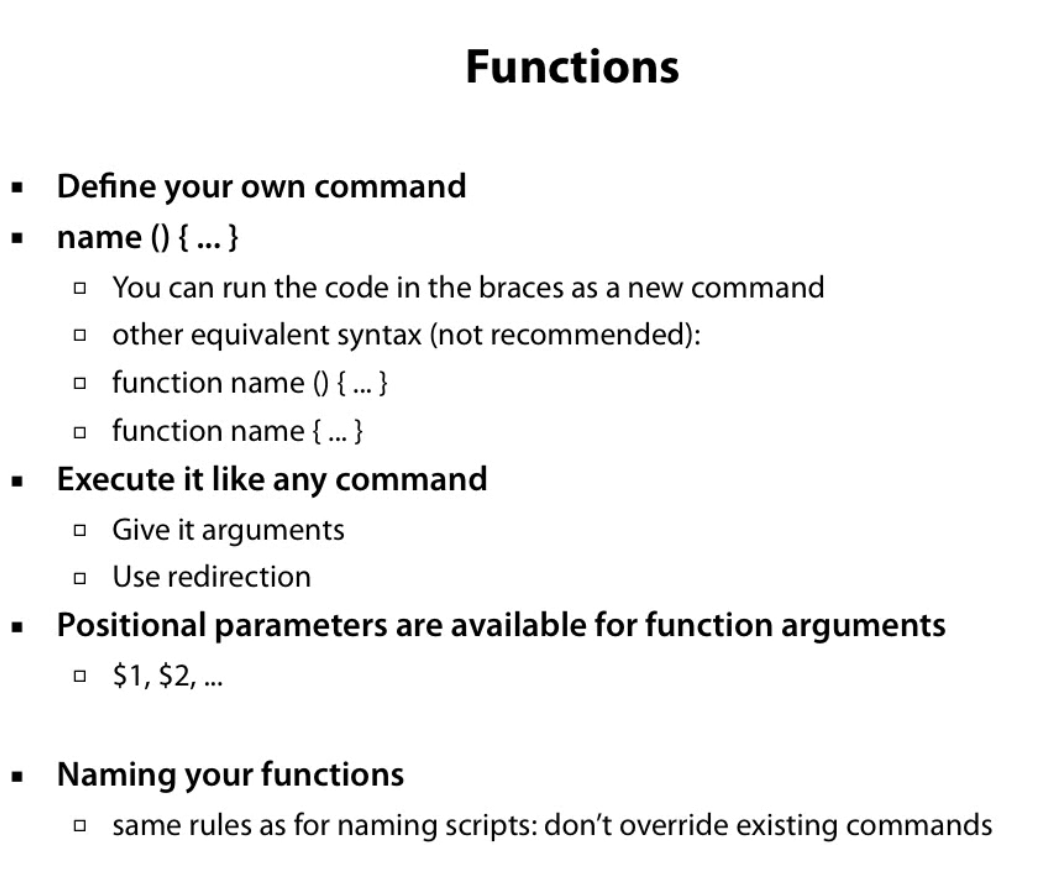 Functions
Define your own command
name () { ... }
You can run the code in the braces as a new command
other equivalent syntax (not recommended):
function name () { ... }
function name { ... }
Execute it like any command
Give it arguments
Use redirection
Positional parameters are available for function arguments
$1, $2, ...
Naming your functions
same rules as for naming scripts: don’t override existing commands